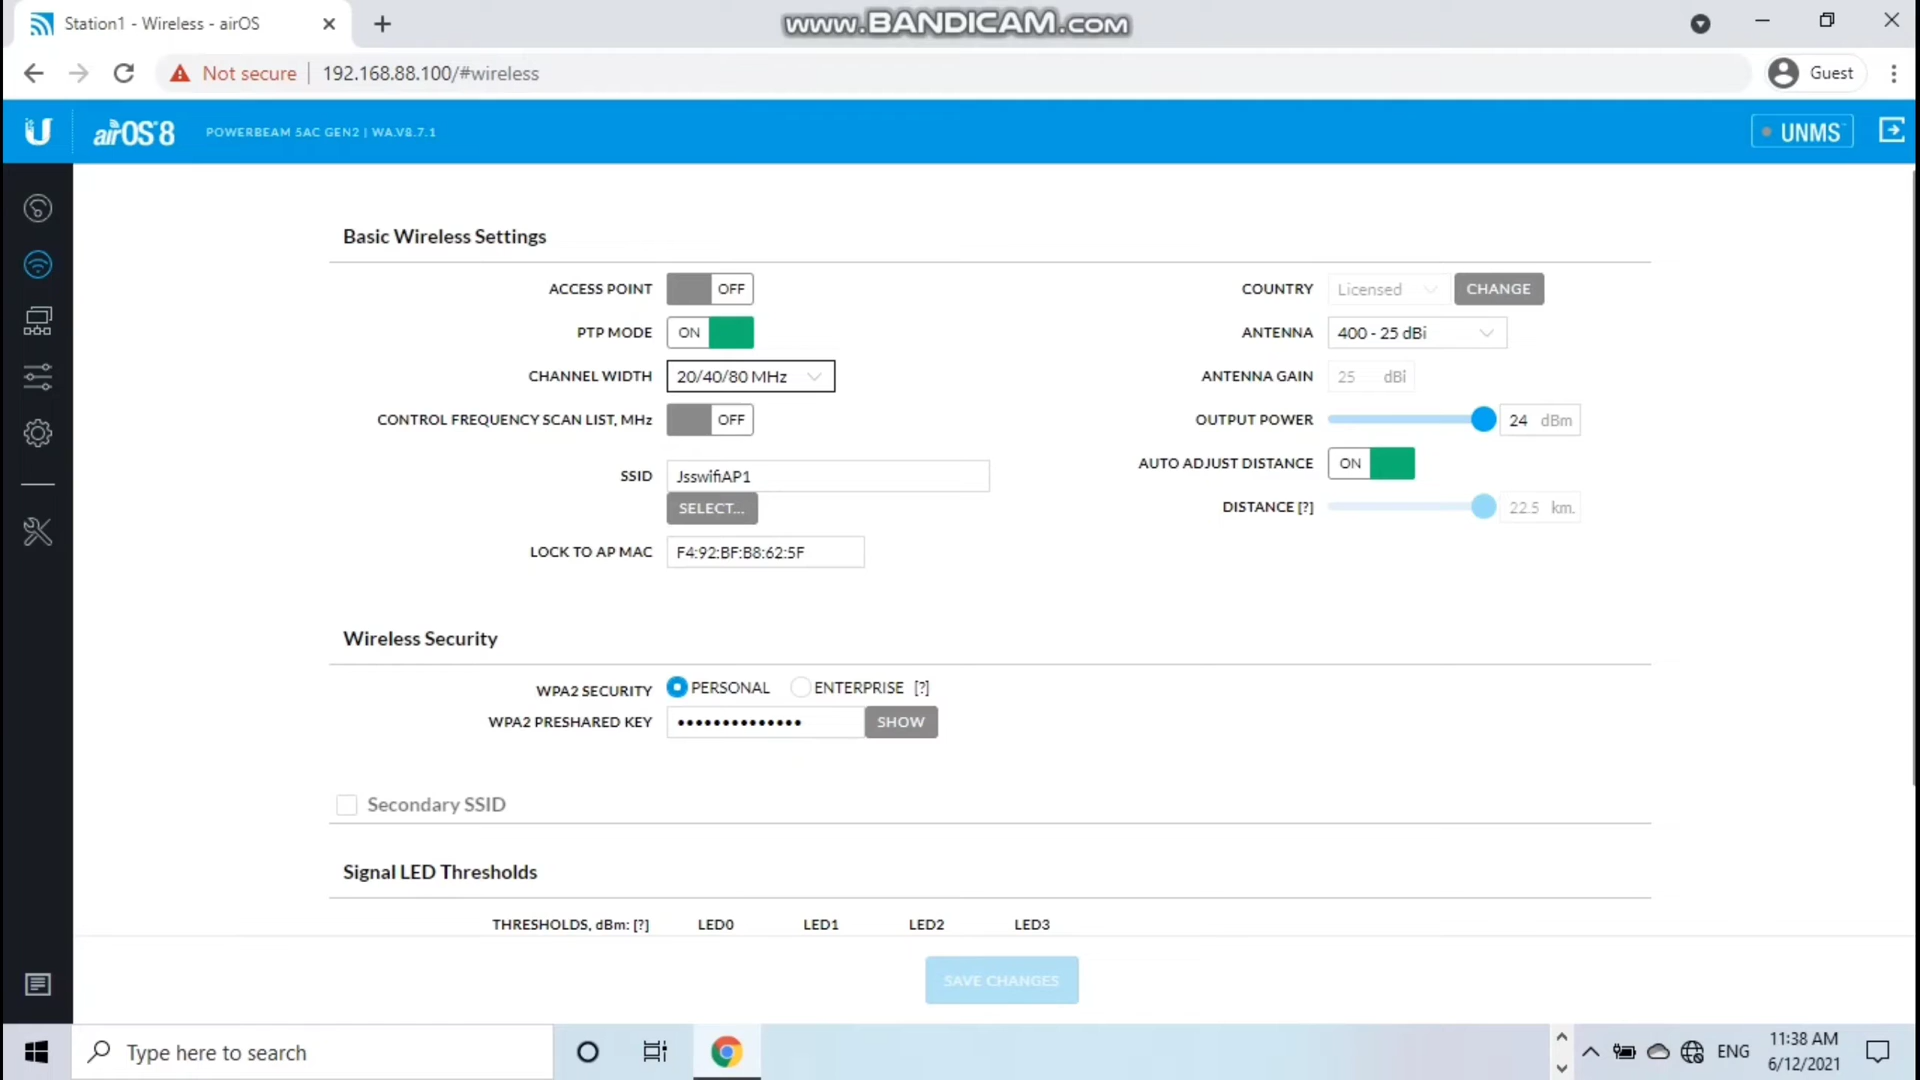 Station1 - Wireless - airOS
www.BANDICAM.com
Not secure
192.168.88.100/#wireless
Guest
airOS 8
POWERBEAM 5AC GEN2 | WA.V8.7.1
UNMS
Basic Wireless Settings
ACCESS POINT OFF
COUNTRY Licensed CHANGE
PTP MODE ON
ANTENNA 400 - 25 dBi
CHANNEL WIDTH 20/40/80 MHz
ANTENNA GAIN 25 dBi
CONTROL FREQUENCY SCAN LIST, MHz OFF
OUTPUT POWER 24 dBm
AUTO ADJUST DISTANCE ON
SSID JsswifiAP1
SELECT...
DISTANCE [?] 22.5 km.
LOCK TO AP MAC F4:92:BF:B8:62:5F
Wireless Security
WPA2 SECURITY PERSONAL ENTERPRISE [?]
WPA2 PRESHARED KEY •••••••••••••• SHOW
Secondary SSID
Signal LED Thresholds
THRESHOLDS, dBm: [?] LED0 LED1 LED2 LED3
SAVE CHANGES
Type here to search
ENG
11:38 AM
6/12/2021